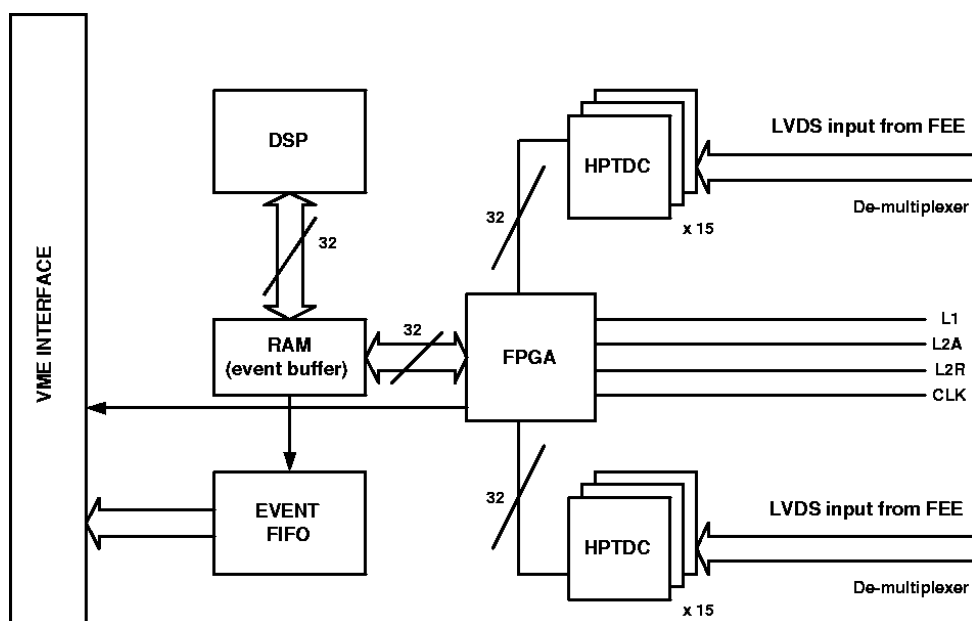 VME INTERFACE
DSP
32
RAM
(event buffer)
32
EVENT
FIFO
FPGA
32
HPTDC
x 15
LVDS input from FEE
De-multiplexer
L1
L2A
L2R
CLK
32
HPTDC
x 15
LVDS input from FEE
De-multiplexer